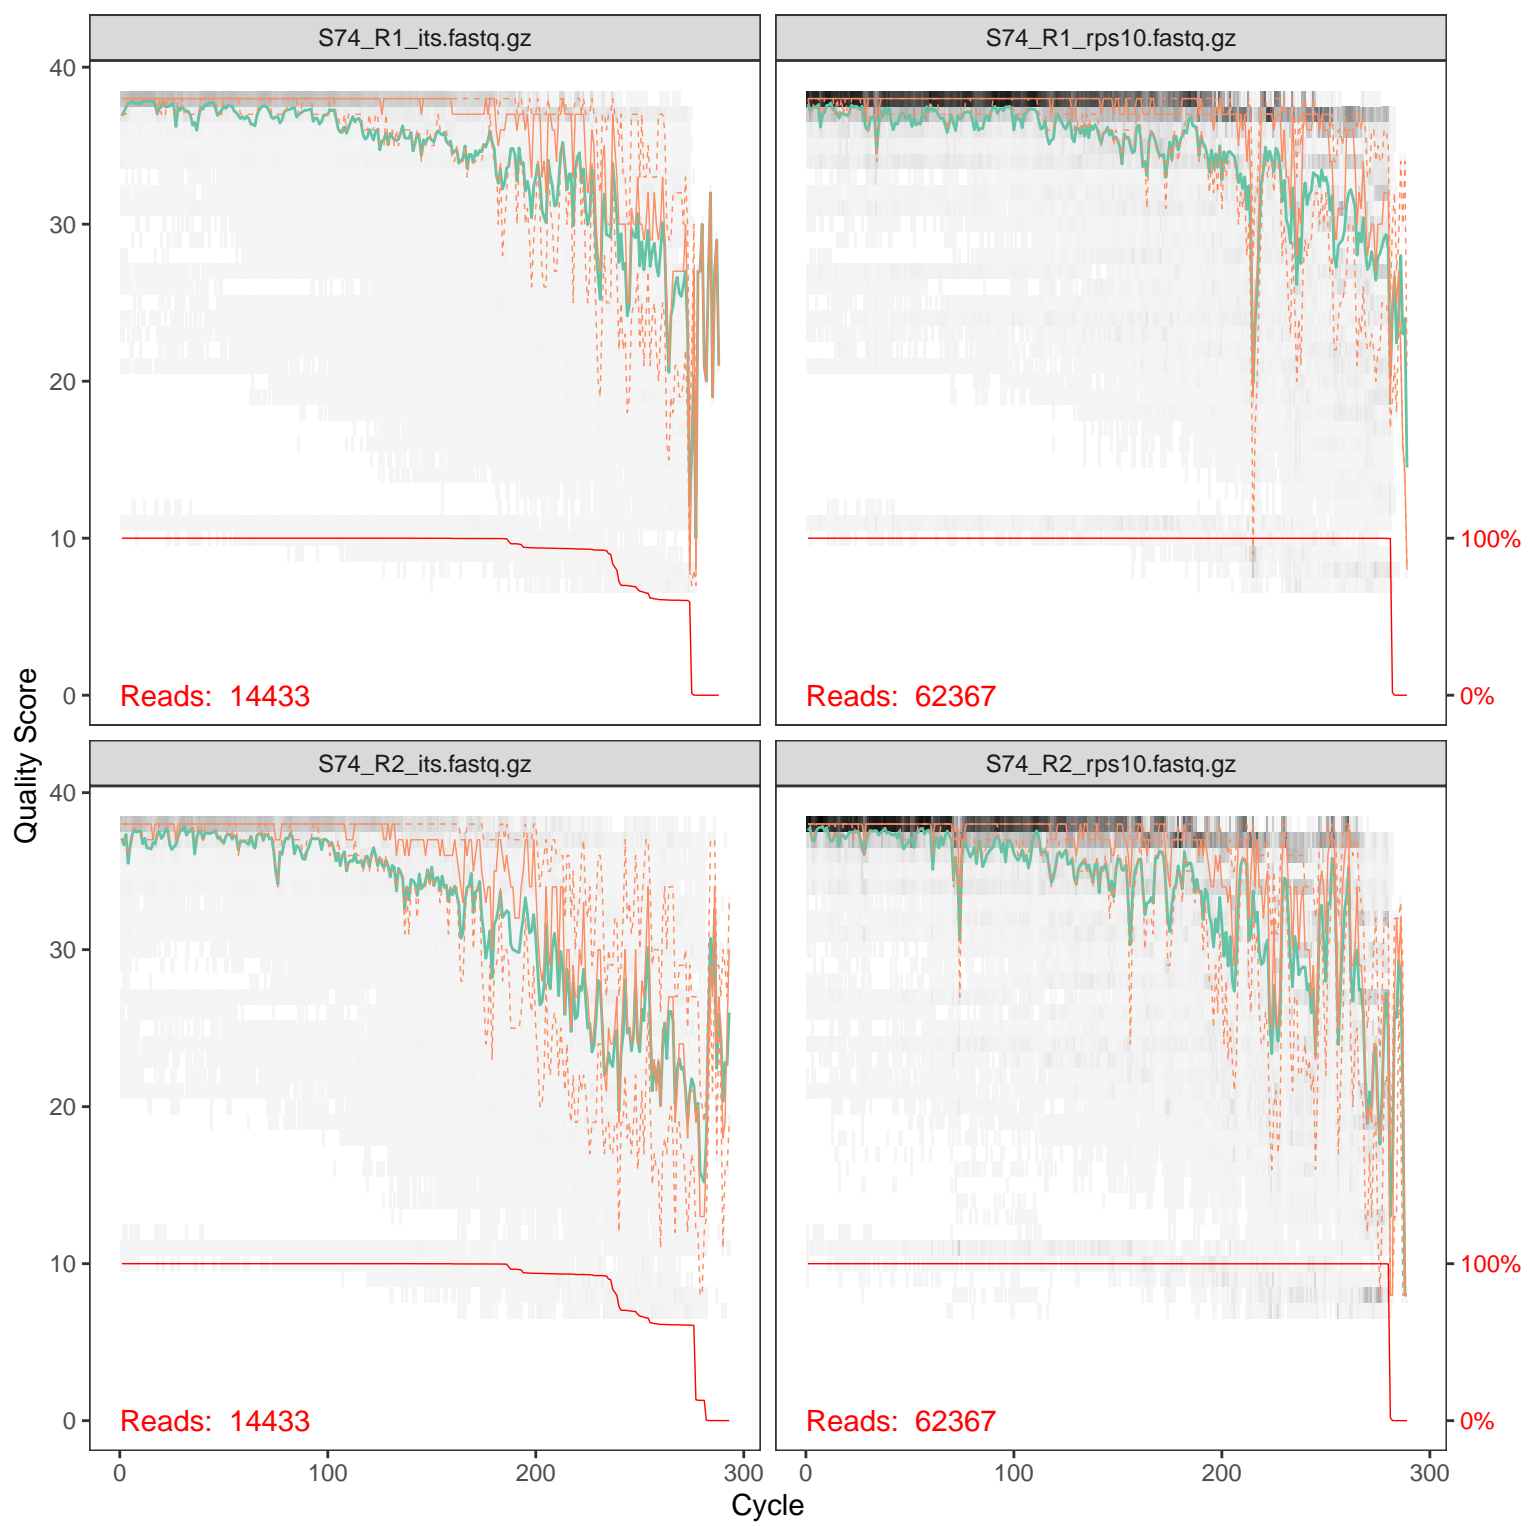 S74_R1_its.fastq.gz
S74_R1_rps10.fastq.gz
40
30
20
10
0
Reads: 14433
Reads: 62367
100%
0%
Quality Score
S74_R2_its.fastq.gz
S74_R2_rps10.fastq.gz
40
30
20
10
0
Reads: 14433
Reads: 62367
100%
0%
0 100 200 300
0 100 200 300
Cycle